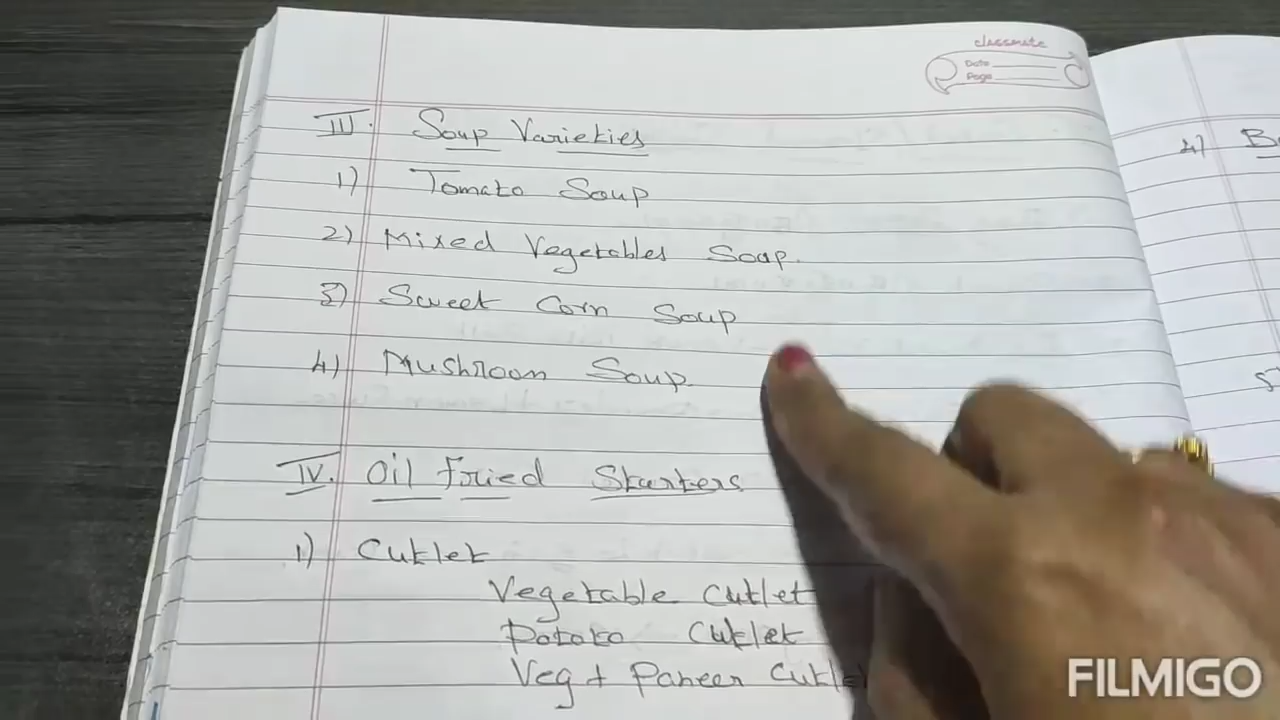 classmate
Date
Page
III. Soup Varieties
1) Tomato Soup
2) Mixed Vegetables Soup.
3) Sweet Corn Soup
4) Mushroom Soup.
IV. Oil Fried Starters.
1) Cutlet
Vegetable Cutlet
Potato Cutlet
Veg + Paneer Cutlet
4)
FILMIGO